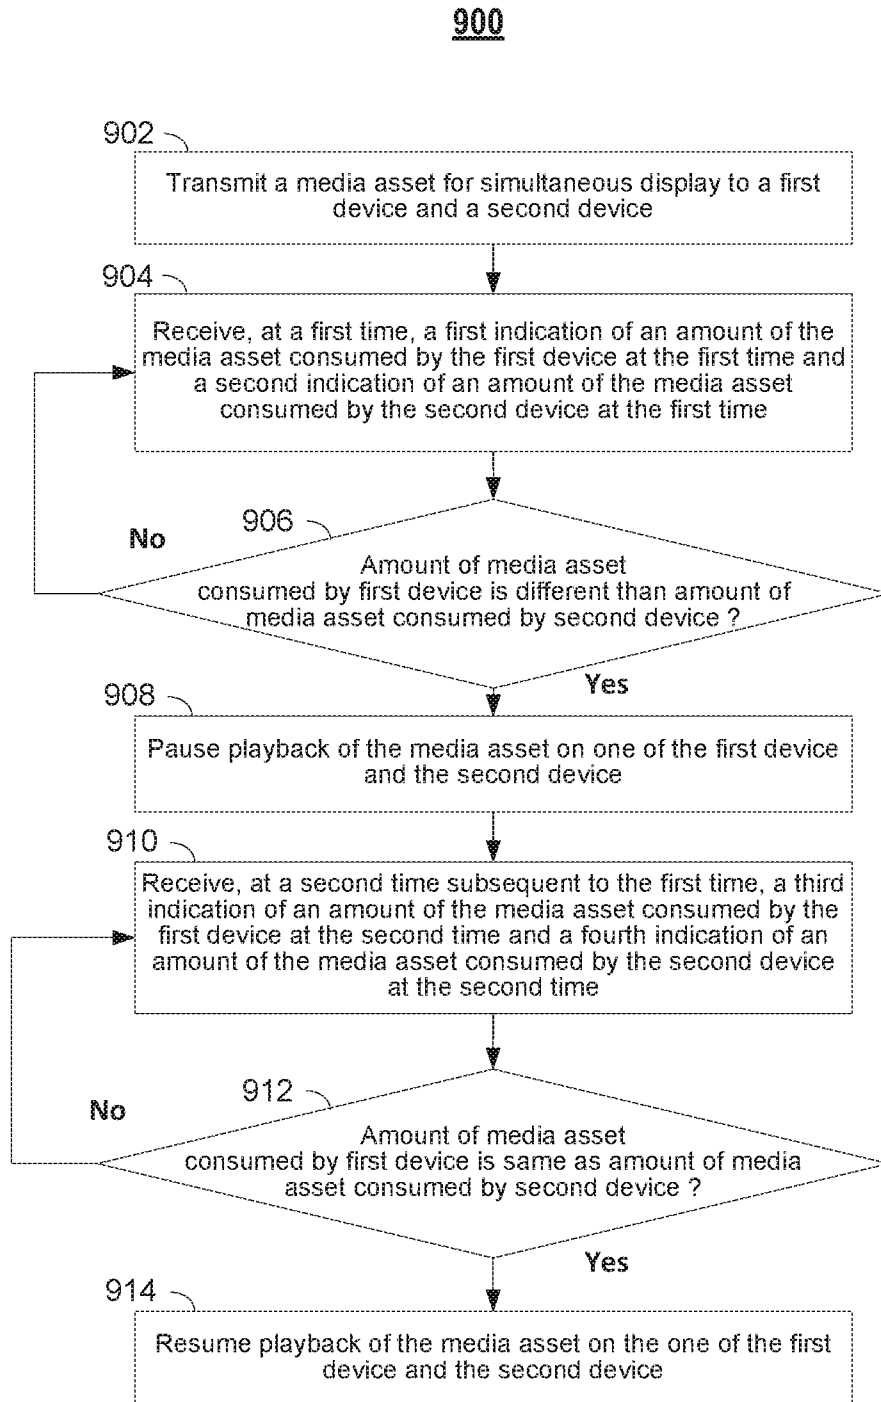 900
902
Transmit a media asset for simultaneous display to a first
device and a second device
904
Receive, at a first time, a first indication of an amount of the
media asset consumed by the first device at the first time and
a second indication of an amount of the media asset
consumed by the second device at the first time
906
No
Amount of media asset
consumed by first device is different than amount of
media asset consumed by second device ?
Yes
908
Pause playback of the media asset on one of the first device
and the second device
910
Receive, at a second time subsequent to the first time, a third
indication of an amount of the media asset consumed by the
first device at the second time and a fourth indication of an
amount of the media asset consumed by the second device
at the second time
912
No
Amount of media asset
consumed by first device is same as amount of media
asset consumed by second device ?
Yes
914
Resume playback of the media asset on the one of the first
device and the second device